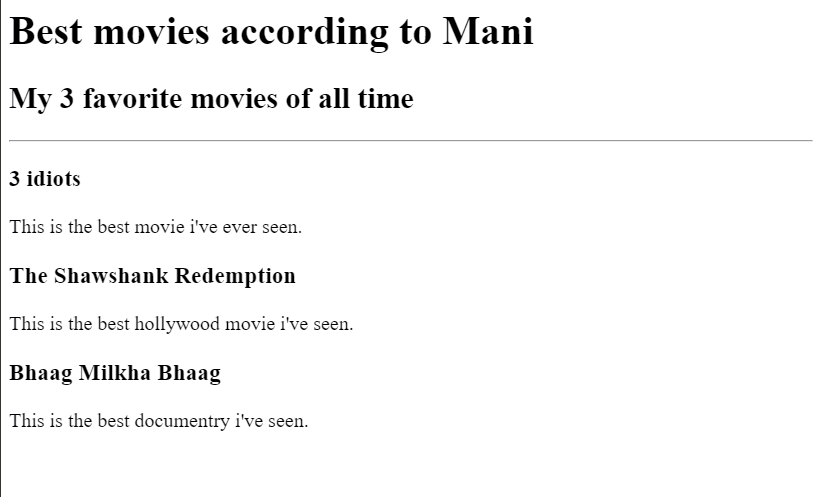 Best movies according to Mani
My 3 favorite movies of all time
3 idiots
This is the best movie i've ever seen.
The Shawshank Redemption
This is the best hollywood movie i've seen.
Bhaag Milkha Bhaag
This is the best documentry i've seen.